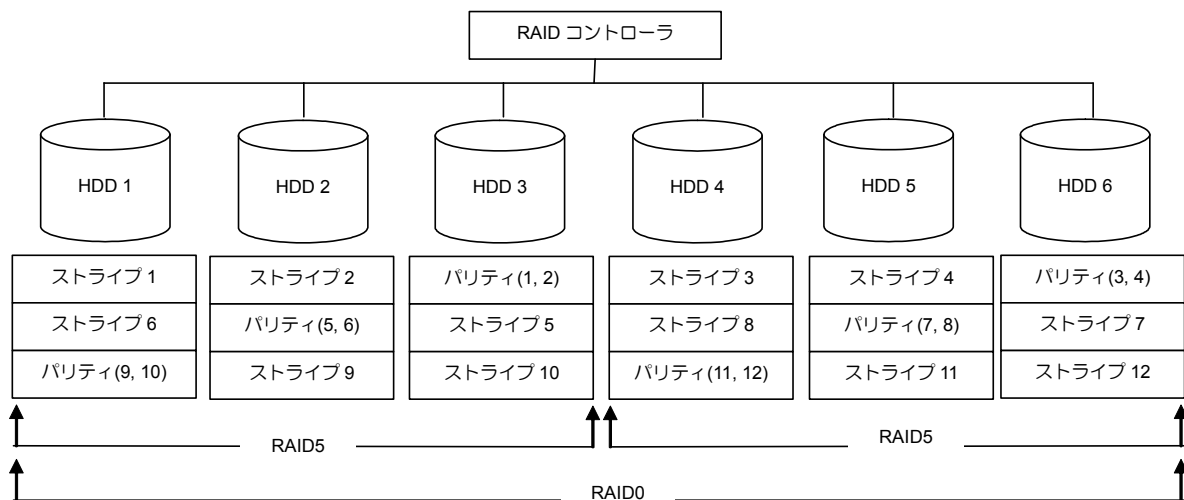 RAID コントローラ
HDD 1
HDD 2
HDD 3
HDD 4
HDD 5
HDD 6
ストライプ 1
ストライプ 2
パリティ(1, 2)
ストライプ 3
ストライプ 4
パリティ(3, 4)
ストライプ 6
パリティ(5, 6)
ストライプ 5
ストライプ 8
パリティ(7, 8)
ストライプ 7
パリティ(9, 10)
ストライプ 9
ストライプ 10
パリティ(11, 12)
ストライプ 11
ストライプ 12
RAID5
RAID5
RAID0